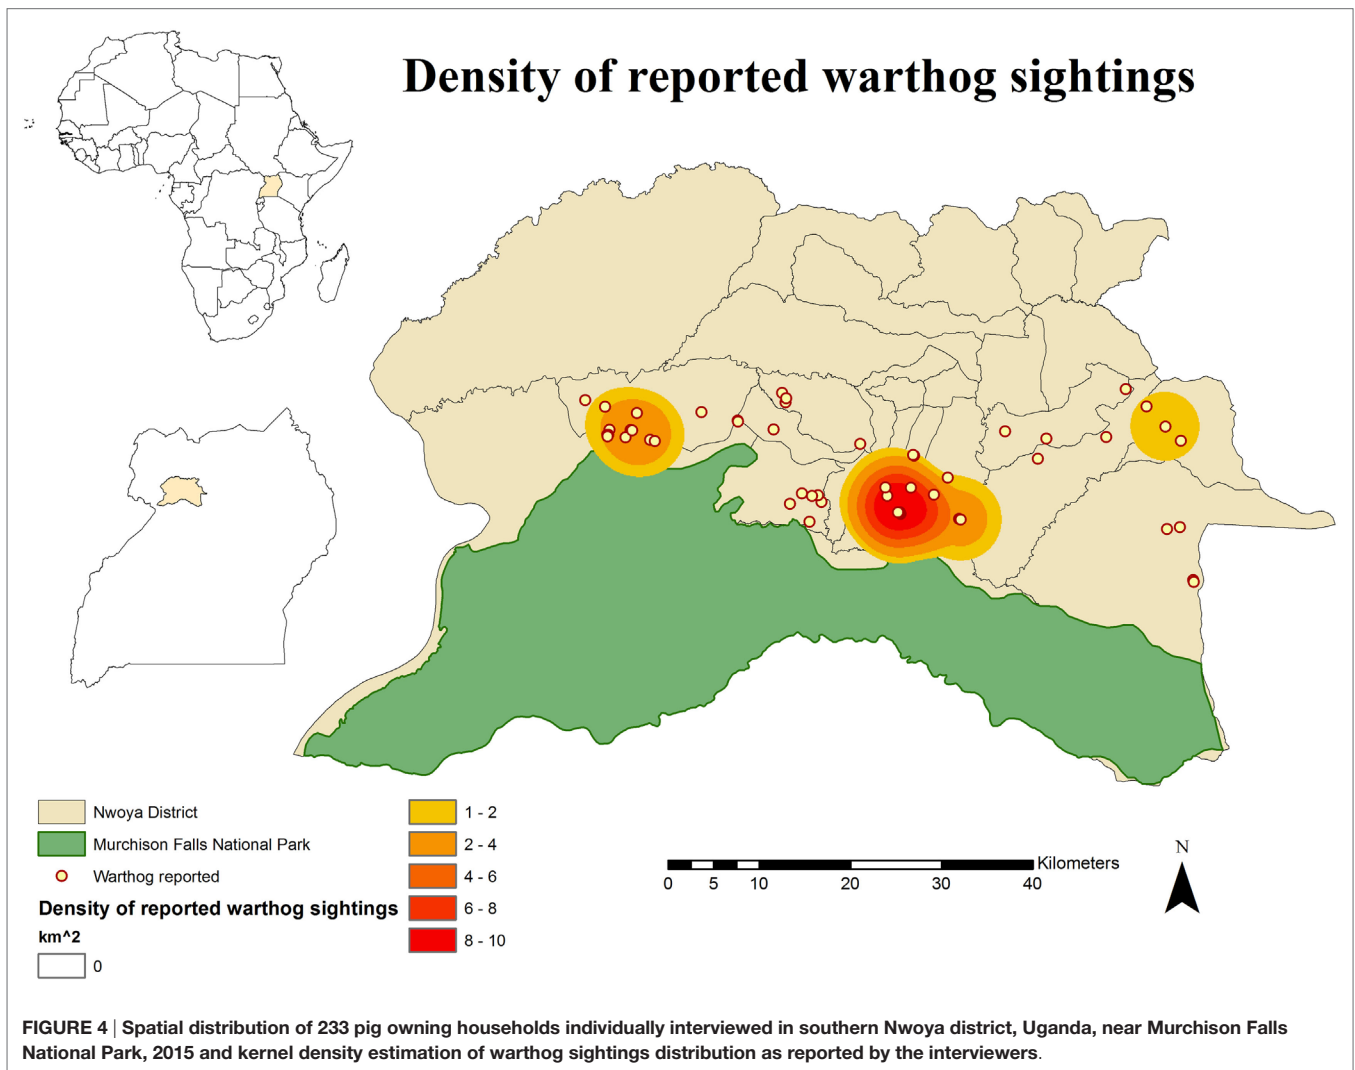 Density of reported warthog sightings
Nwoya District
Murchison Falls National Park
Warthog reported
Density of reported warthog sightings
km^2
0
1 - 2
2 - 4
4 - 6
6 - 8
8 - 10
Kilometers
0 5 10 20 30 40
N
FIGURE 4 | Spatial distribution of 233 pig owning households individually interviewed in southern Nwoya district, Uganda, near Murchison Falls
National Park, 2015 and kernel density estimation of warthog sightings distribution as reported by the interviewers.